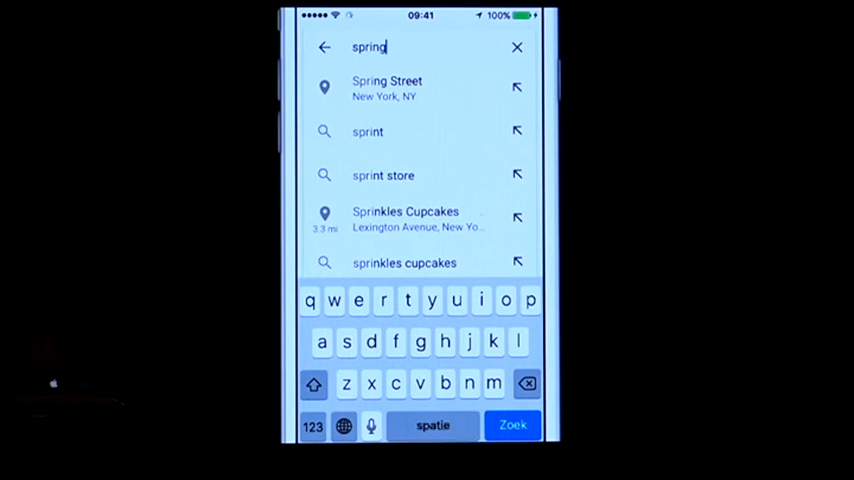 09:41
100%
spring
Spring Street
New York, NY
sprint
sprint store
Sprinkles Cupcakes
3.3 mi
Lexington Avenue, New Yo...
sprinkles cupcakes
q w e r t y u i o p
a s d f g h j k l
z x c v b n m
123
spatie
Zoek